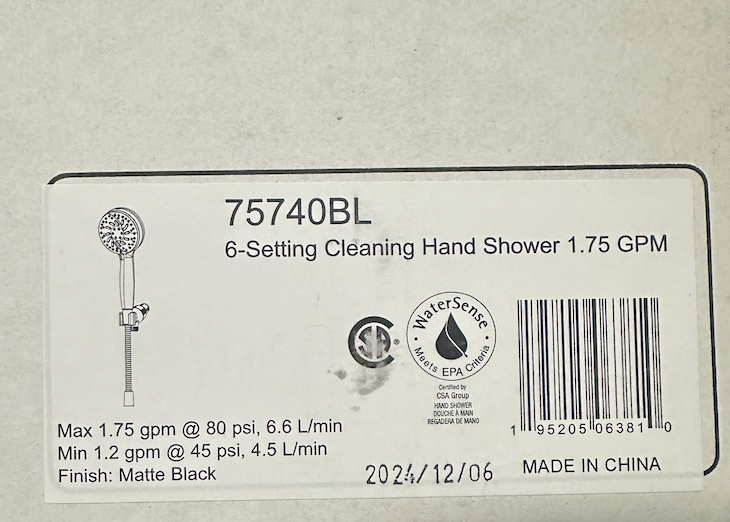 75740BL
6-Setting Cleaning Hand Shower 1.75 GPM
®
WaterSense
Meets EPA Criteria
Certified by
CSA Group
HAND SHOWER
DOUCHE À MAIN
REGADERA DE MANO
1 95205 06381 0
Max 1.75 gpm @ 80 psi, 6.6 L/min
Min 1.2 gpm @ 45 psi, 4.5 L/min
Finish: Matte Black
2024/12/06
MADE IN CHINA